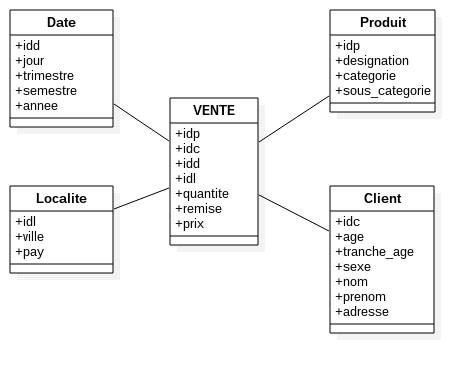 Date
+idd
+jour
+trimestre
+semestre
+annee
Produit
+idp
+designation
+categorie
+sous_categorie
VENTE
+idp
+idc
+idd
+idl
+quantite
+remise
+prix
Localite
+idl
+ville
+pay
Client
+idc
+age
+tranche_age
+sexe
+nom
+prenom
+adresse